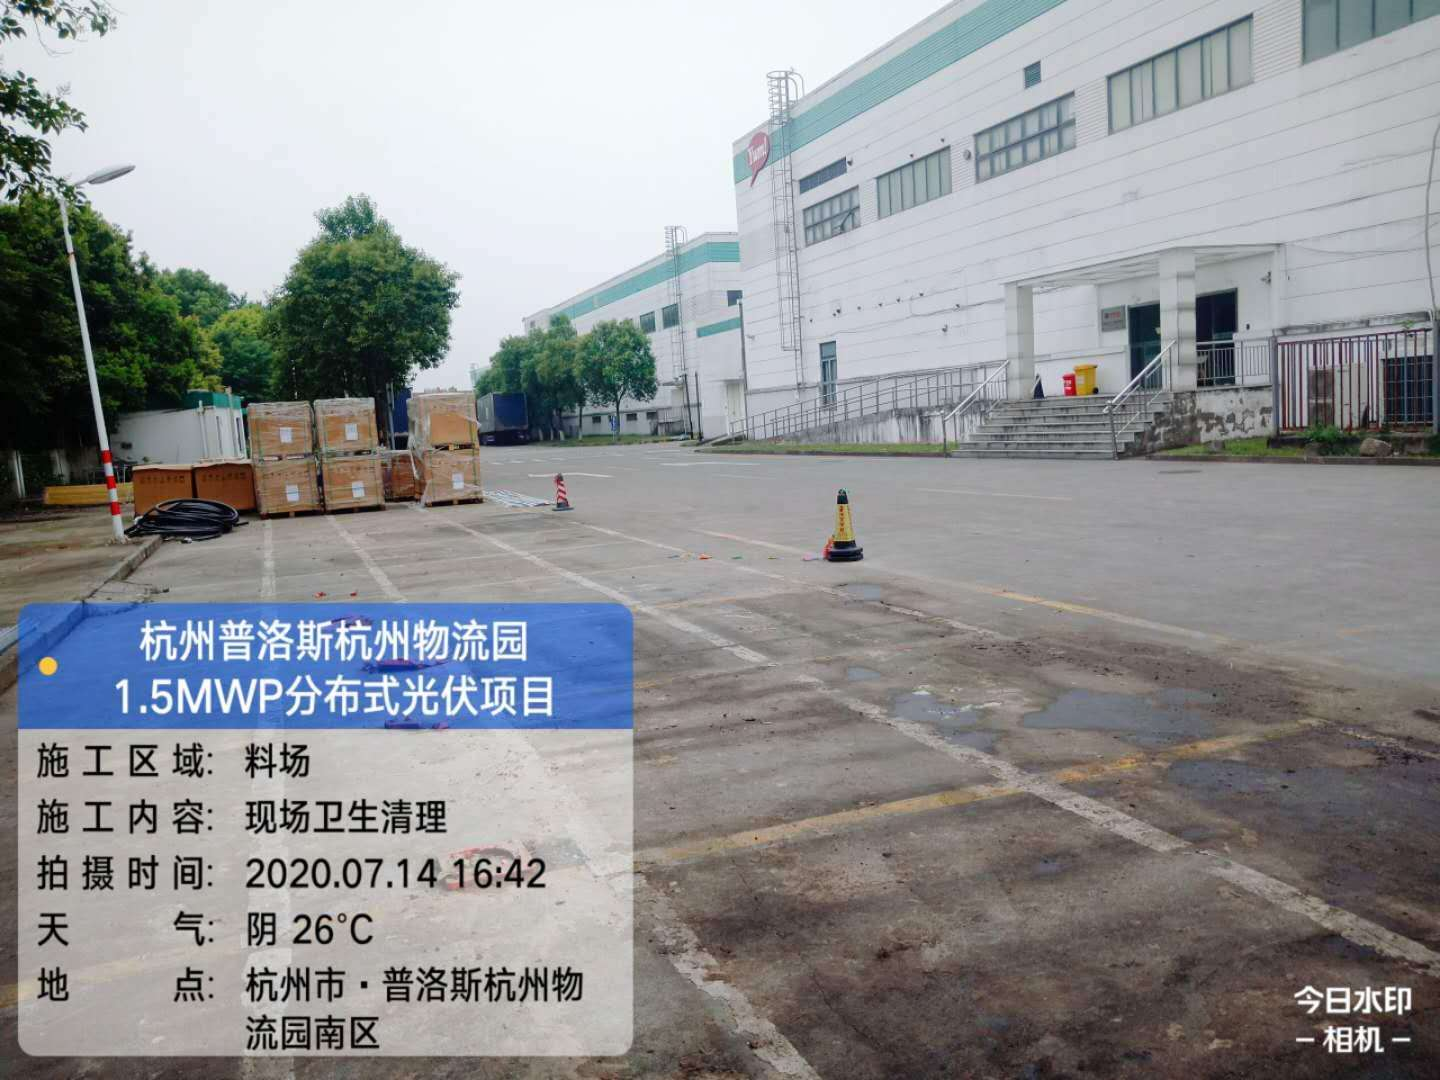 Yum!
杭州普洛斯杭州物流园
1.5MWP分布式光伏项目
施工区域: 料场
施工内容: 现场卫生清理
拍摄时间: 2020.07.14 16:42
天气: 阴 26°C
地点: 杭州市·普洛斯杭州物
流园南区
今日水印
相机